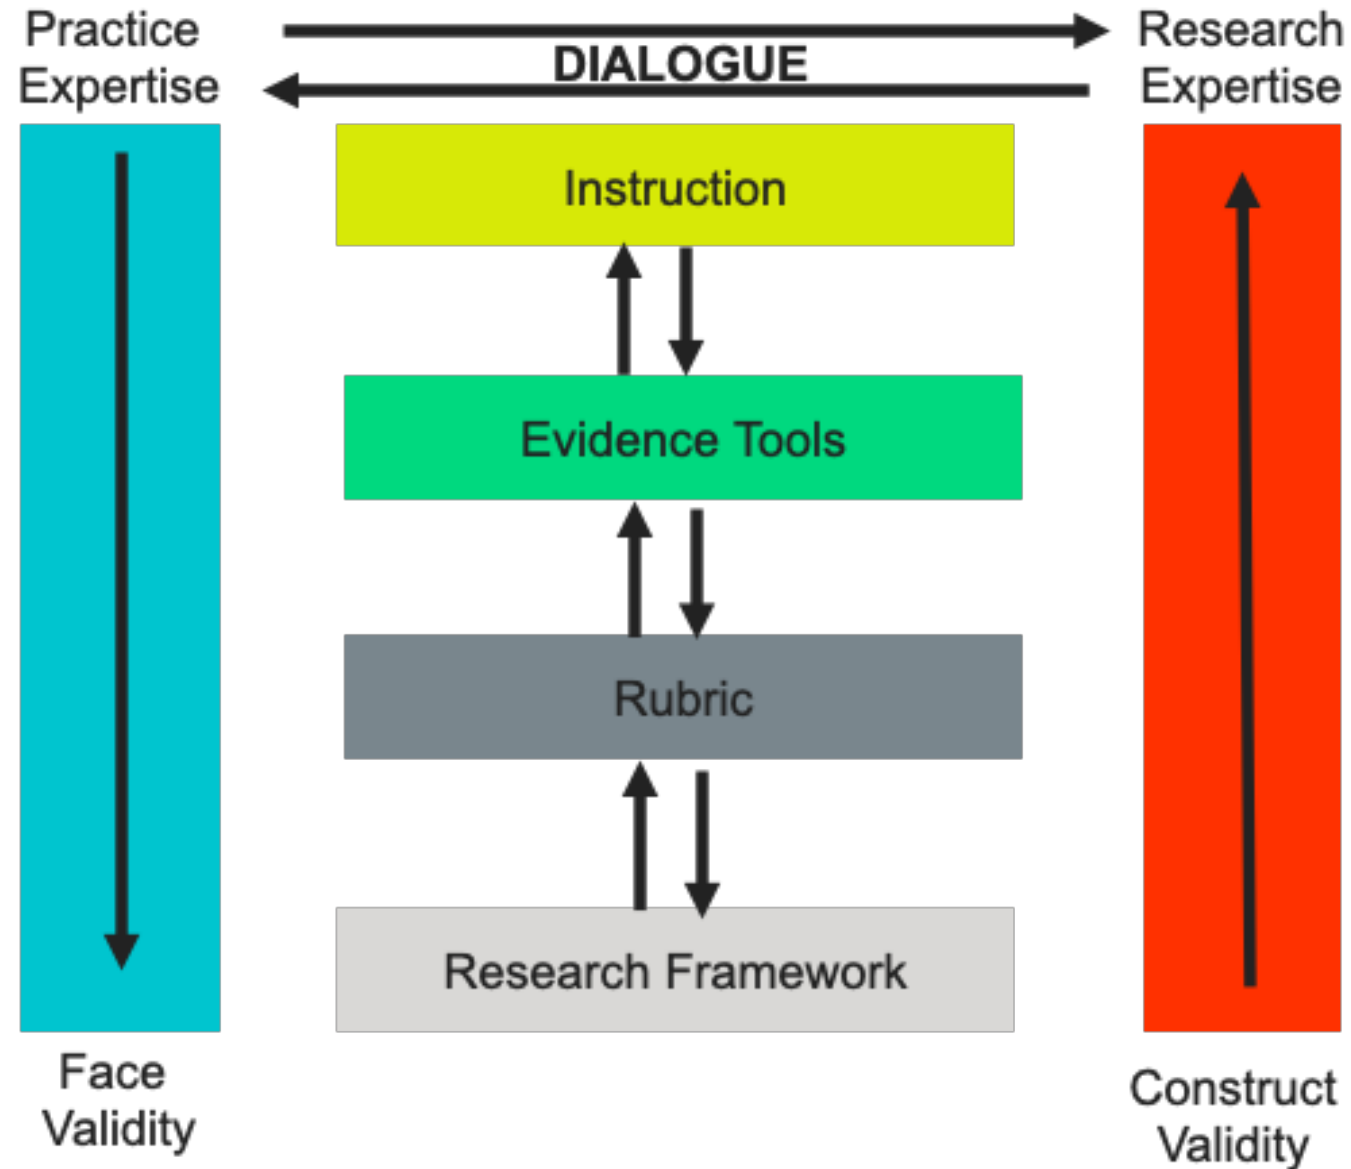 Practice
Expertise
DIALOGUE
Research
Expertise
Instruction
Evidence Tools
Rubric
Research Framework
Face
Validity
Construct
Validity